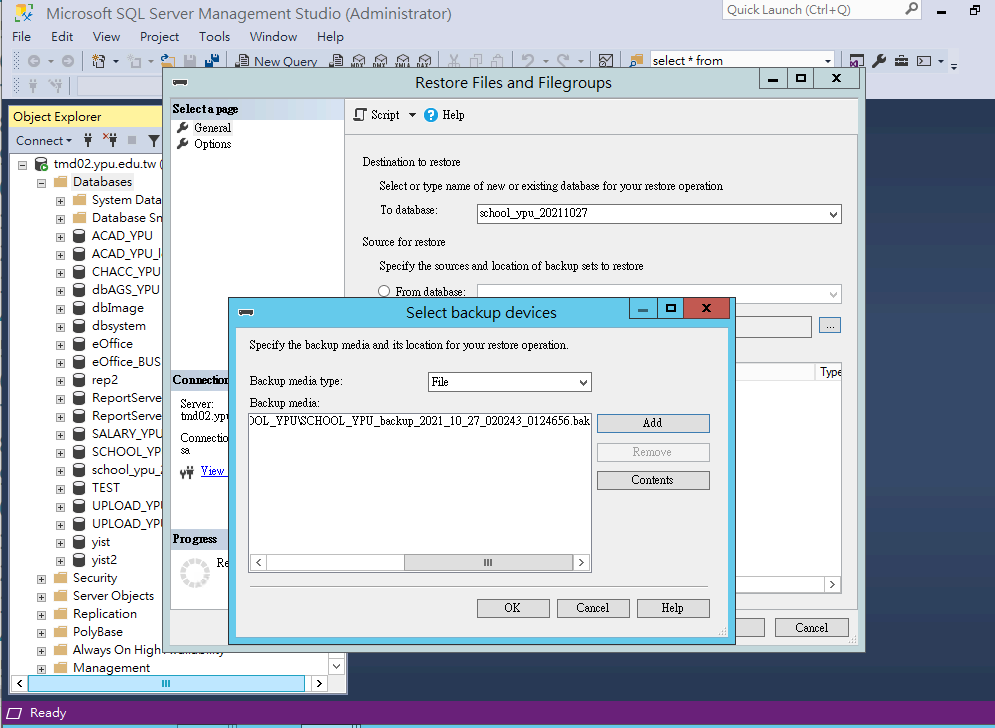 Microsoft SQL Server Management Studio (Administrator)
Quick Launch (Ctrl+Q)
File Edit View Project Tools Window Help
New Query
select * from
Restore Files and Filegroups
Object Explorer
Connect
tmd02.ypu.edu.tw (
Databases
System Data
Database Sn
ACAD_YPU
ACAD_YPU_
CHACC_YPU
dbAGS_YPU
dbImage
dbsystem
eOffice
eOffice_BUS
rep2
ReportServe
ReportServe
SALARY_YPU
SCHOOL_YP
school_ypu_
TEST
UPLOAD_YPU
UPLOAD_YPU
yist
yist2
Security
Server Objects
Replication
PolyBase
Always On High Availability
Management
Select a page
General
Options
Connection
Server:
tmd02.ypu
Connectio
sa
View
Progress
Re
Script
Help
Destination to restore
Select or type name of new or existing database for your restore operation
To database:
school_ypu_20211027
Source for restore
Specify the sources and location of backup sets to restore
From database:
...
Type
Cancel
Select backup devices
Specify the backup media and its location for your restore operation.
Backup media type:
File
Backup media:
OOL_YPU\SCHOOL_YPU_backup_2021_10_27_020243_0124656.bak
Add
Remove
Contents
OK
Cancel
Help
Ready